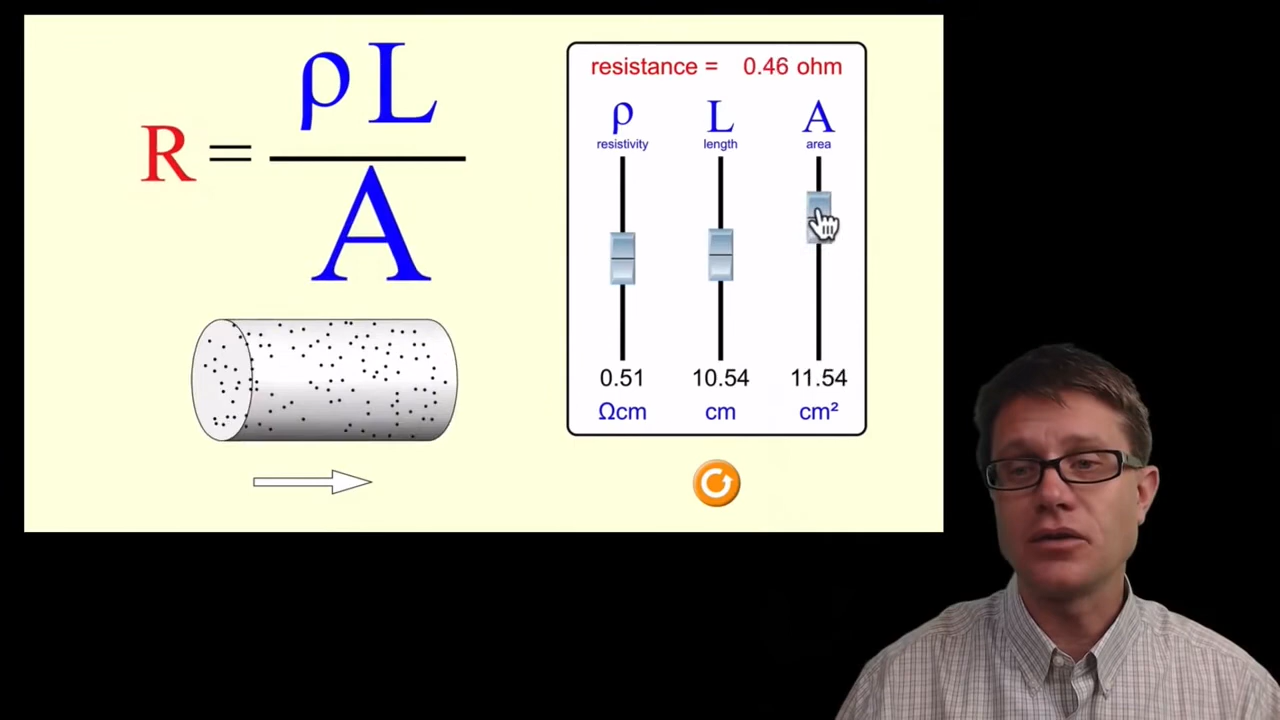 R = ρL
A
resistance = 0.46 ohm
ρ L A
resistivity length area
0.51 10.54 11.54
Ωcm cm cm²